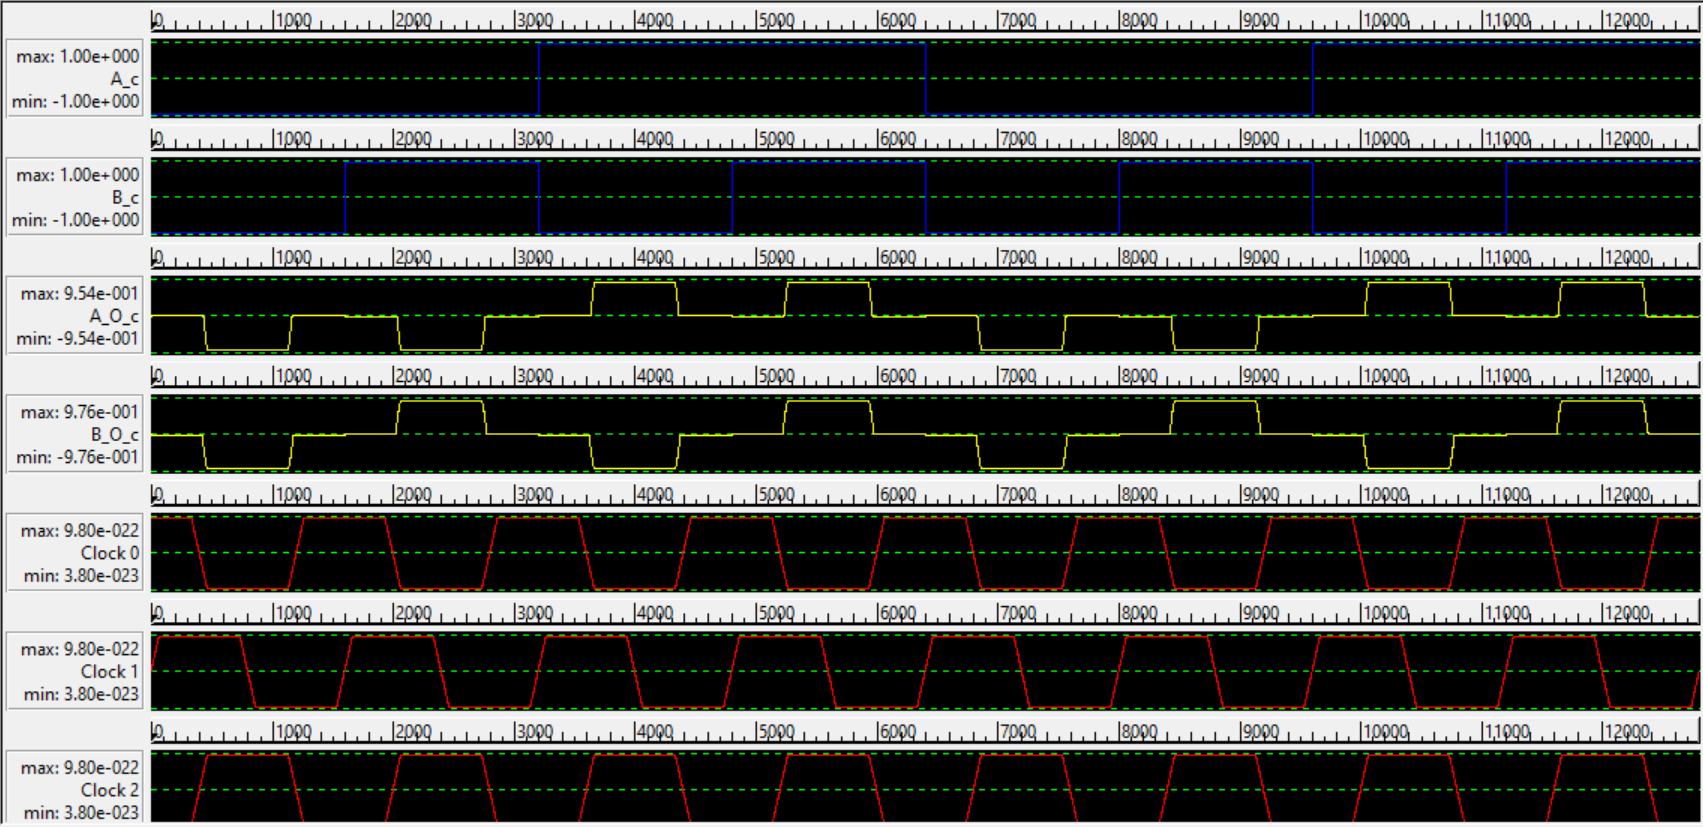 0 1000 2000 3000 4000 5000 6000 7000 8000 9000 10000 11000 12000
max: 1.00e+000
A_c
min: -1.00e+000
0 1000 2000 3000 4000 5000 6000 7000 8000 9000 10000 11000 12000
max: 1.00e+000
B_c
min: -1.00e+000
0 1000 2000 3000 4000 5000 6000 7000 8000 9000 10000 11000 12000
max: 9.54e-001
A_O_c
min: -9.54e-001
0 1000 2000 3000 4000 5000 6000 7000 8000 9000 10000 11000 12000
max: 9.76e-001
B_O_c
min: -9.76e-001
0 1000 2000 3000 4000 5000 6000 7000 8000 9000 10000 11000 12000
max: 9.80e-022
Clock 0
min: 3.80e-023
0 1000 2000 3000 4000 5000 6000 7000 8000 9000 10000 11000 12000
max: 9.80e-022
Clock 1
min: 3.80e-023
0 1000 2000 3000 4000 5000 6000 7000 8000 9000 10000 11000 12000
max: 9.80e-022
Clock 2
min: 3.80e-023